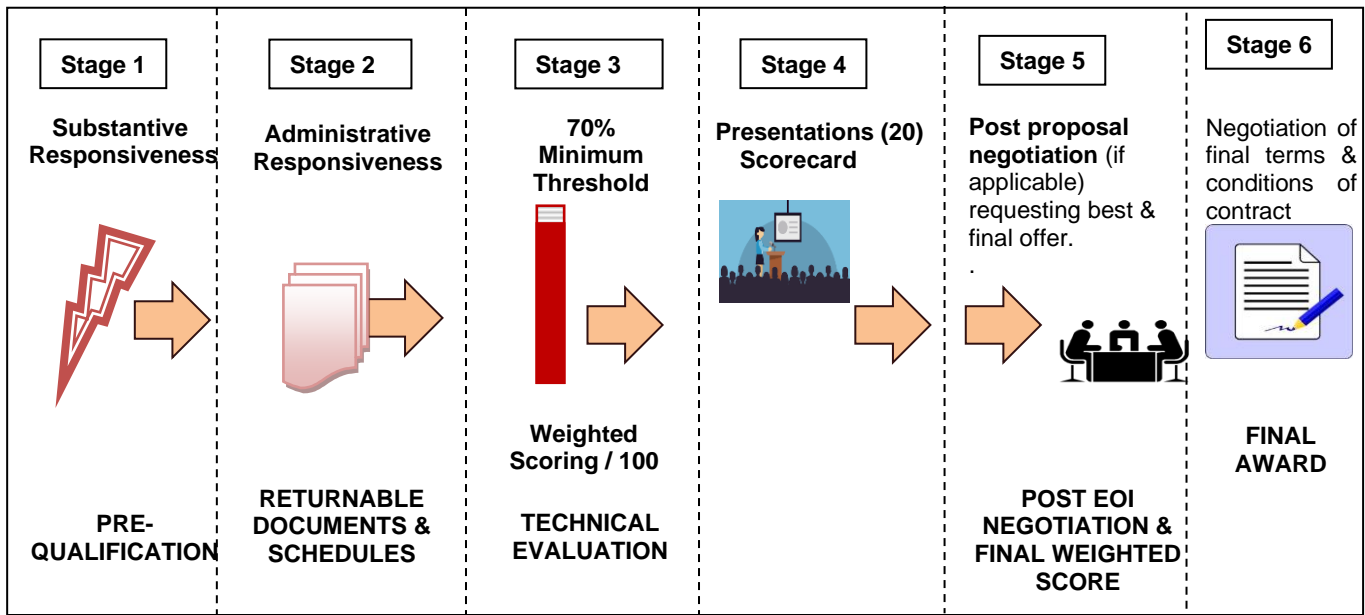 Stage 1
Substantive
Responsiveness
PRE-
QUALIFICATION
Stage 2
Administrative
Responsiveness
RETURNABLE
DOCUMENTS &
SCHEDULES
Stage 3
70%
Minimum
Threshold
Weighted
Scoring / 100
TECHNICAL
EVALUATION
Stage 4
Presentations (20)
Scorecard
Stage 5
Post proposal
negotiation (if
applicable)
requesting best &
final offer.
.
POST EOI
NEGOTIATION &
FINAL WEIGHTED
SCORE
Stage 6
Negotiation of
final terms &
conditions of
contract
FINAL
AWARD